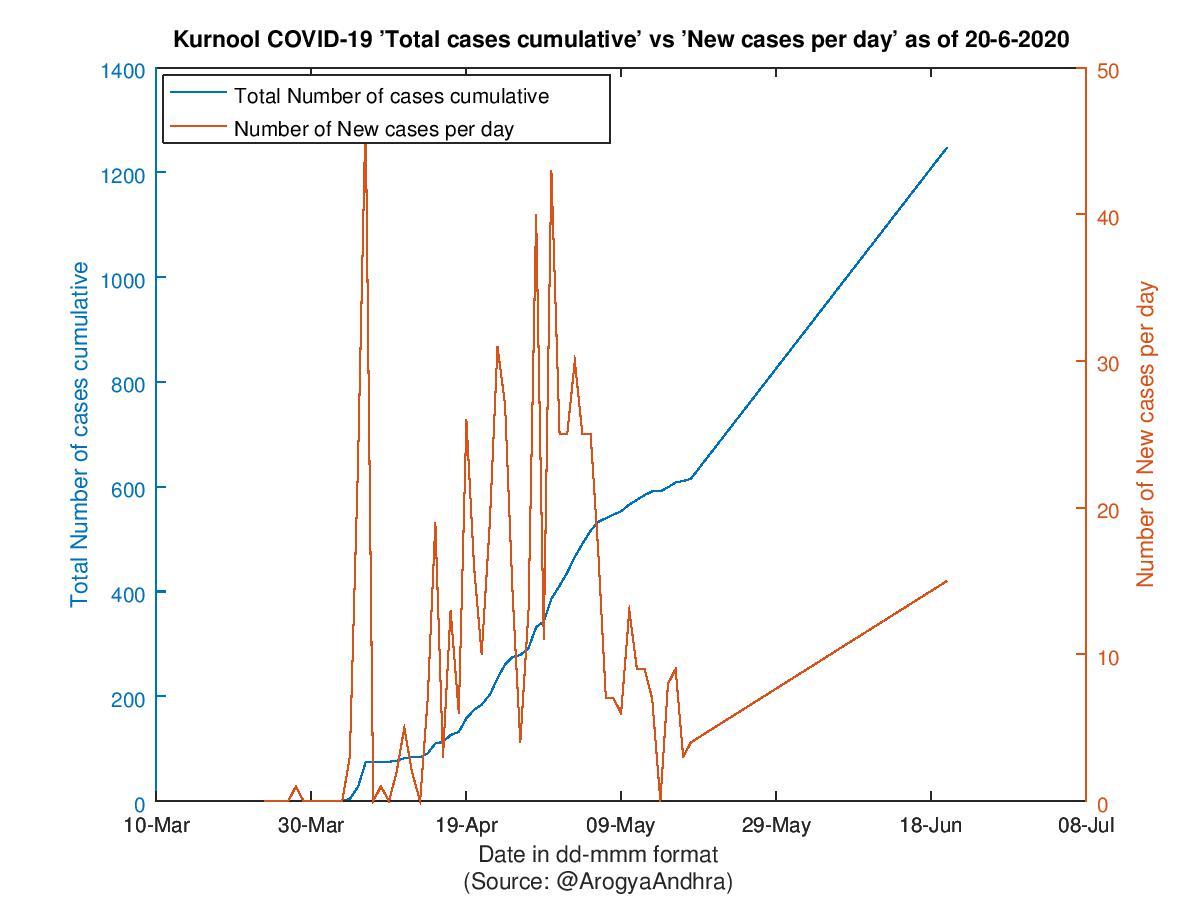 Kurnool COVID-19 ’Total cases cumulative’ vs ’New cases per day’ as of 20-6-2020
Total Number of cases cumulative
Number of New cases per day
1400
1200
1000
800
600
400
200
0
Total Number of cases cumulative
50
40
30
20
10
0
Number of New cases per day
10-Mar 30-Mar 19-Apr 09-May 29-May 18-Jun 08-Jul
Date in dd-mmm format
(Source: @ArogyaAndhra)